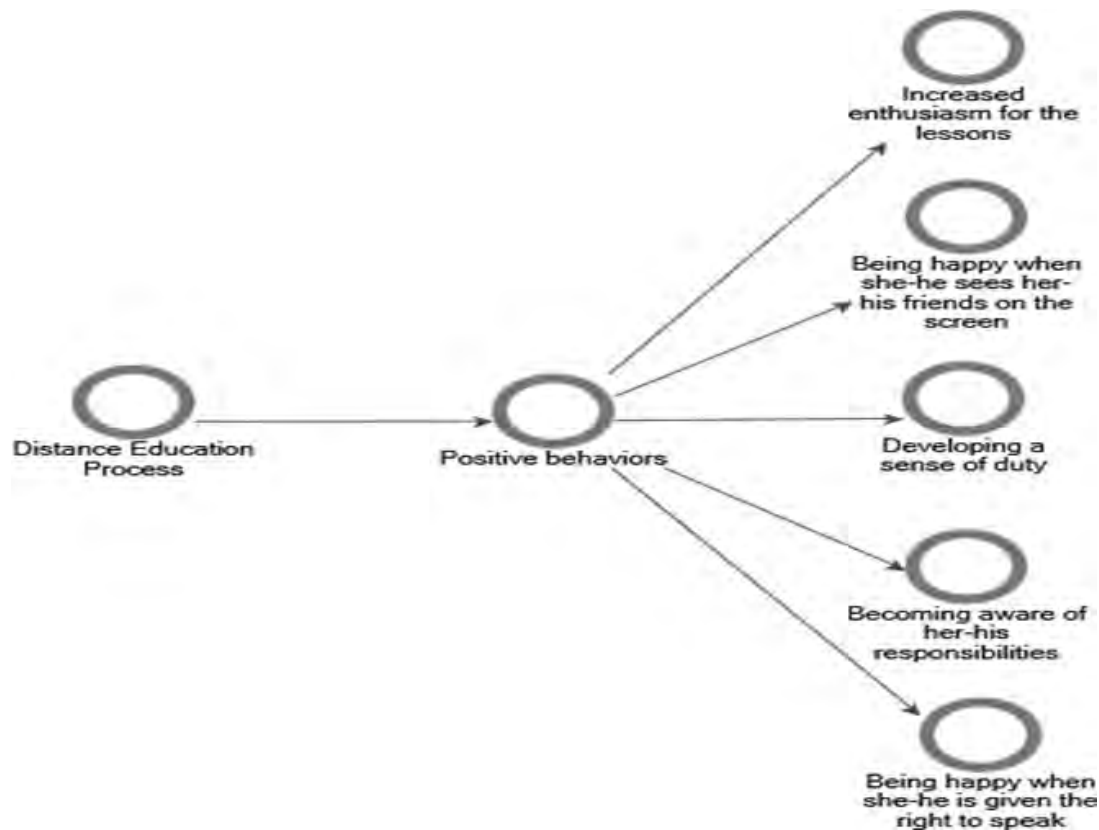 Increased
enthusiasm for the
lessons
Being happy when
she-he sees her-
his friends on the
screen
Distance Education
Process
Positive behaviors
Developing a
sense of duty
Becoming aware of
her-his
responsibilities
Being happy when
she-he is given the
right to speak